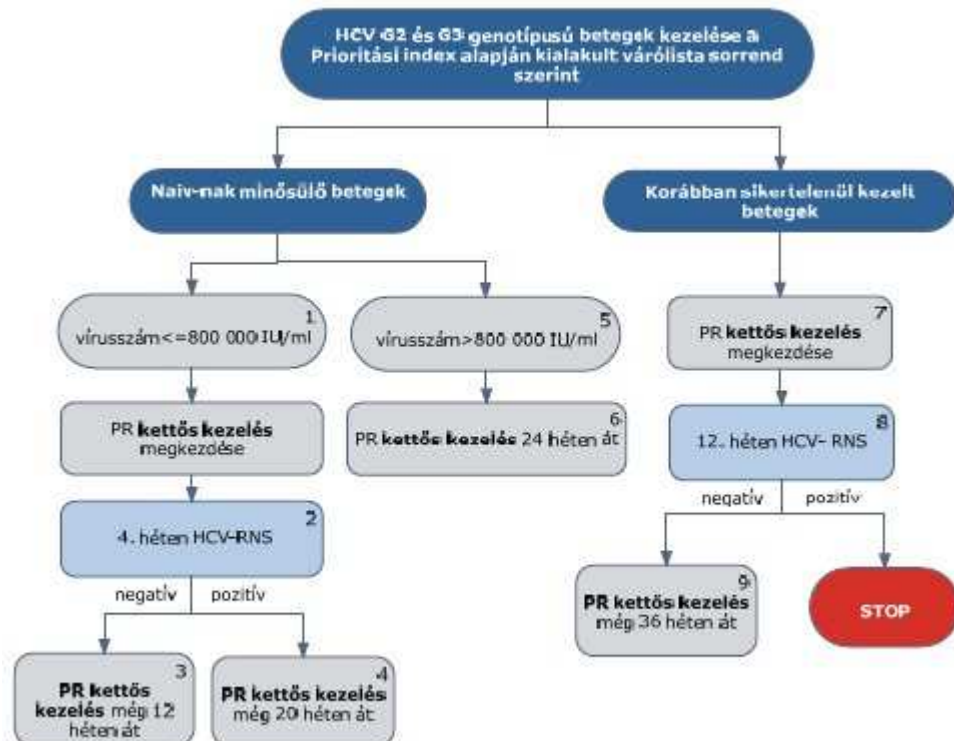 HCV G2 és G3 genotípusú betegek kezelése a
Prioritási index alapján kialakult várólista sorrend
szerint
Naiv-nak minősülő betegek
Korábban sikertelenül kezelt
betegek
1
vírusszám<=800 000 IU/ml
5
vírusszám>800 000 IU/ml
7
PR kettős kezelés
megkezdése
PR kettős kezelés
megkezdése
6
PR kettős kezelés 24 héten át
8
12. héten HCV- RNS
negatív
pozitív
2
4. héten HCV-RNS
negatív
pozitív
9
PR kettős kezelés
még 36 héten át
STOP
3
PR kettős
kezelés még 12
héten át
4
PR kettős kezelés
még 20 héten át